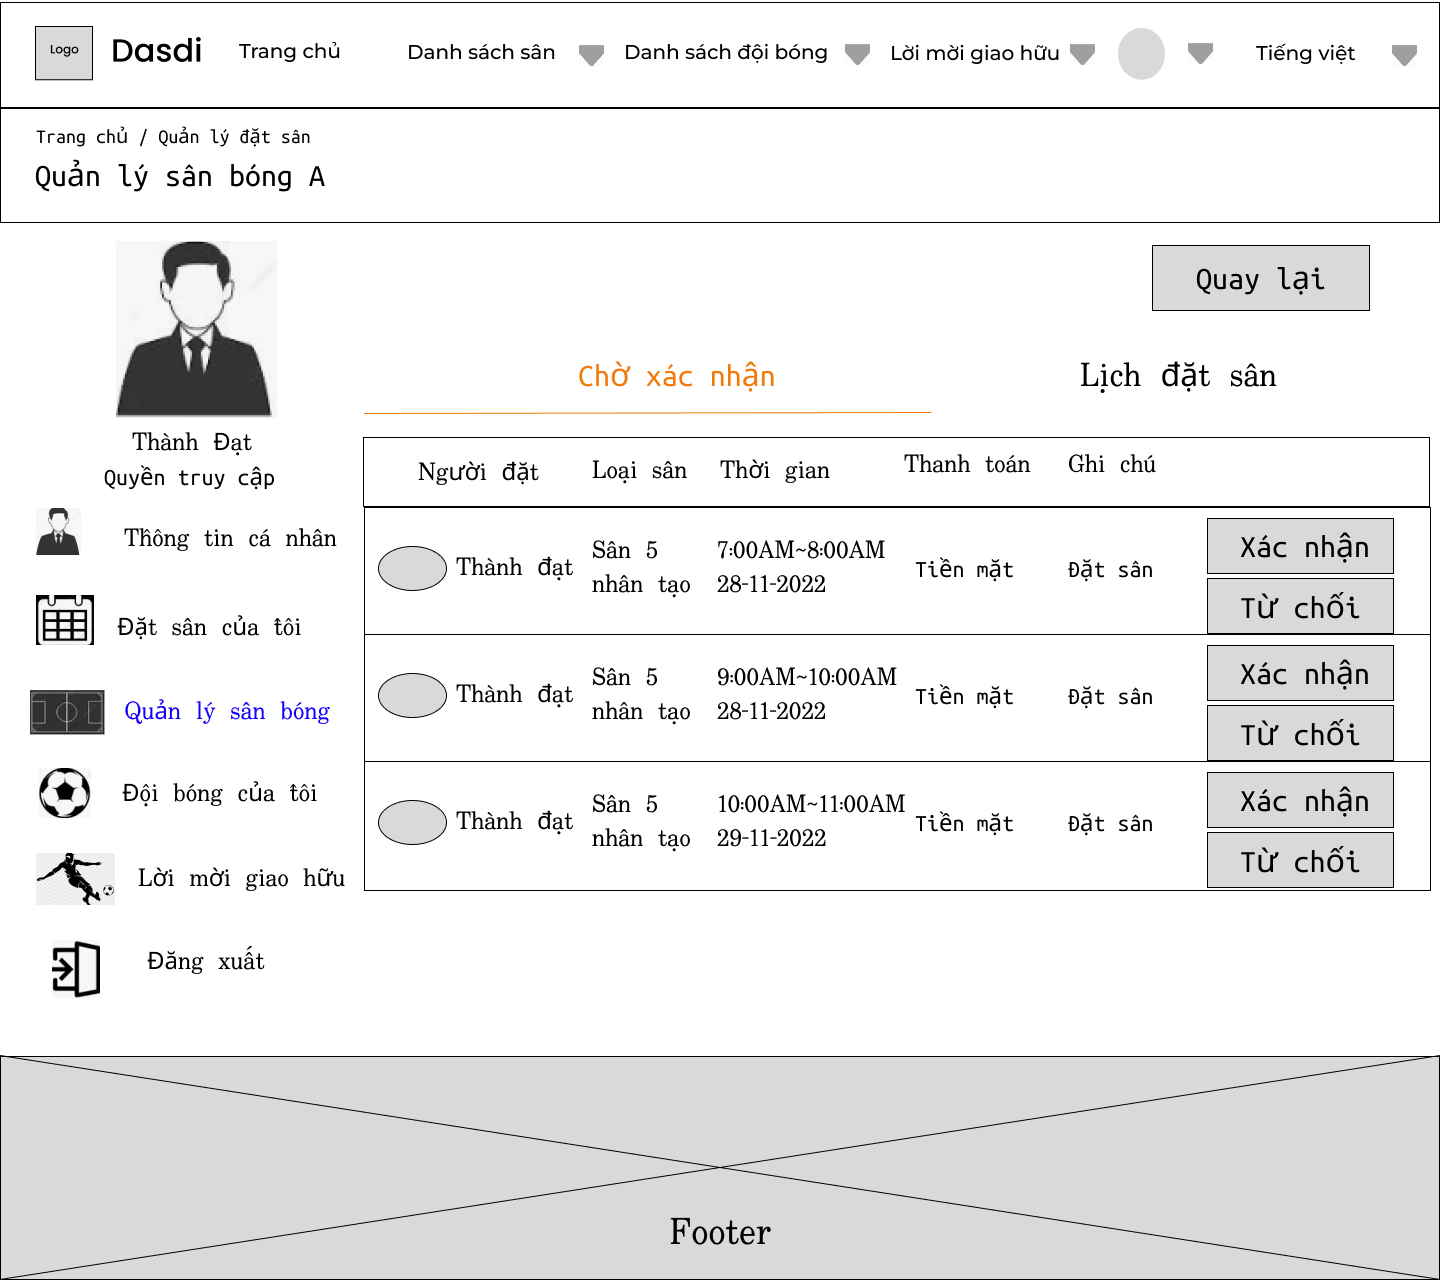 Logo
Dasdi
Trang chủ
Danh sách sân
Danh sách đội bóng
Lời mời giao hữu
Tiếng việt
Trang chủ / Quản lý đặt sân
Quản lý sân bóng A
Quay lại
Chờ xác nhận
Lịch đặt sân
Thành Đạt
Quyền truy cập
Thông tin cá nhân
Đặt sân của tôi
Quản lý sân bóng
Đội bóng của tôi
Lời mời giao hữu
Đăng xuất
Người đặt
Loại sân
Thời gian
Thanh toán
Ghi chú
Thành đạt
Sân 5
nhân tạo
7:00AM~8:00AM
28-11-2022
Tiền mặt
Đặt sân
Xác nhận
Từ chối
Thành đạt
Sân 5
nhân tạo
9:00AM~10:00AM
28-11-2022
Tiền mặt
Đặt sân
Xác nhận
Từ chối
Thành đạt
Sân 5
nhân tạo
10:00AM~11:00AM
29-11-2022
Tiền mặt
Đặt sân
Xác nhận
Từ chối
Footer